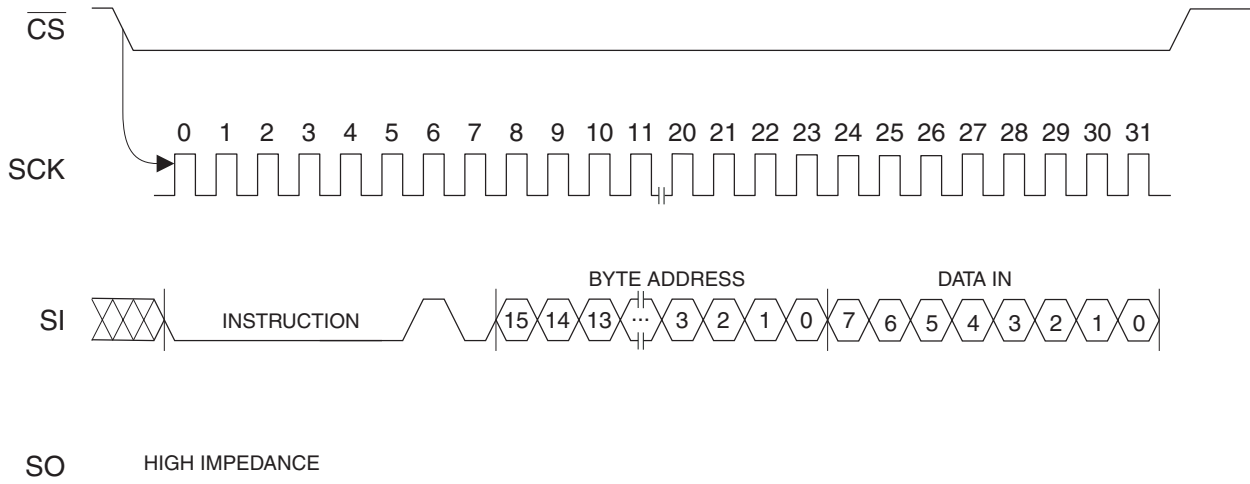 CS
0 1 2 3 4 5 6 7 8 9 10 11 20 21 22 23 24 25 26 27 28 29 30 31
SCK
BYTE ADDRESS DATA IN
SI INSTRUCTION 15 14 13 ... 3 2 1 0 7 6 5 4 3 2 1 0
SO HIGH IMPEDANCE